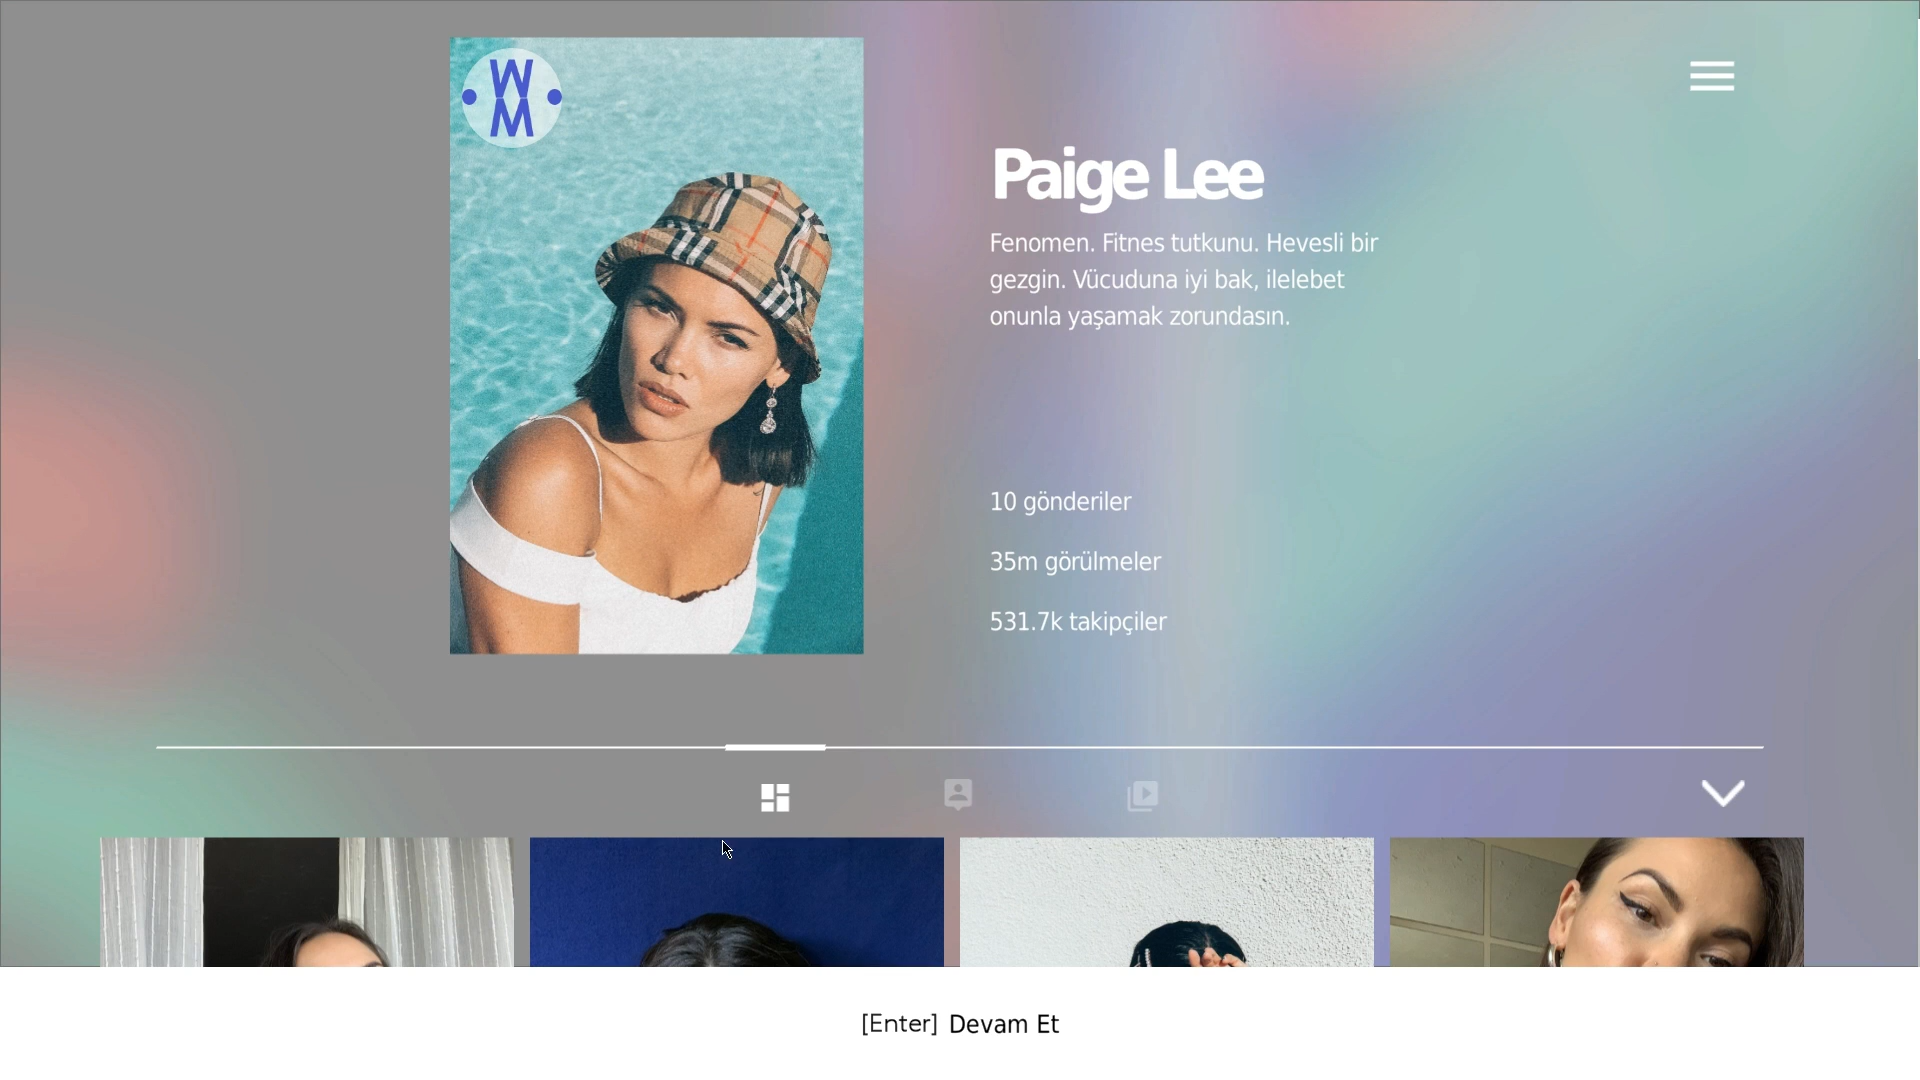 W
M
Paige Lee
Fenomen. Fitnes tutkunu. Hevesli bir
gezgin. Vücuduna iyi bak, ilelebet
onunla yaşamak zorundasın.
10 gönderiler
35m görülmeler
531.7k takipçiler
[Enter] Devam Et